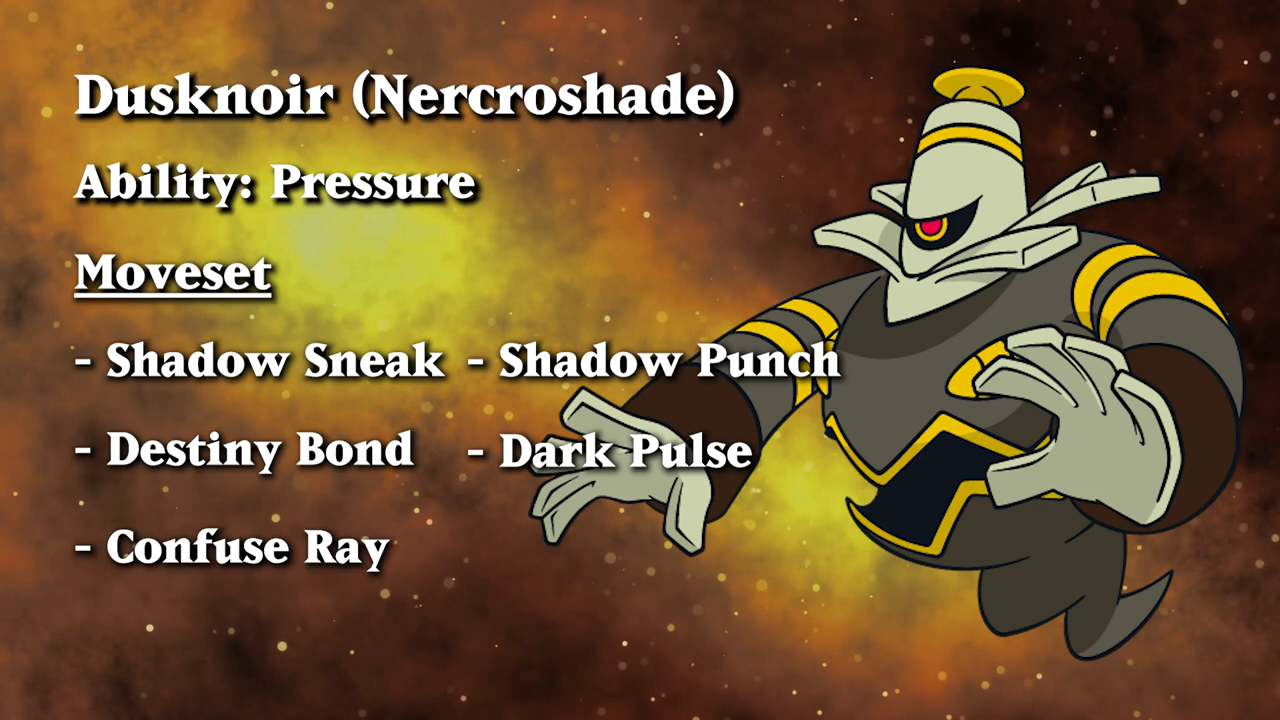 Dusknoir (Nercroshade)
Ability: Pressure
Moveset
- Shadow Sneak - Shadow Punch
- Destiny Bond - Dark Pulse
- Confuse Ray